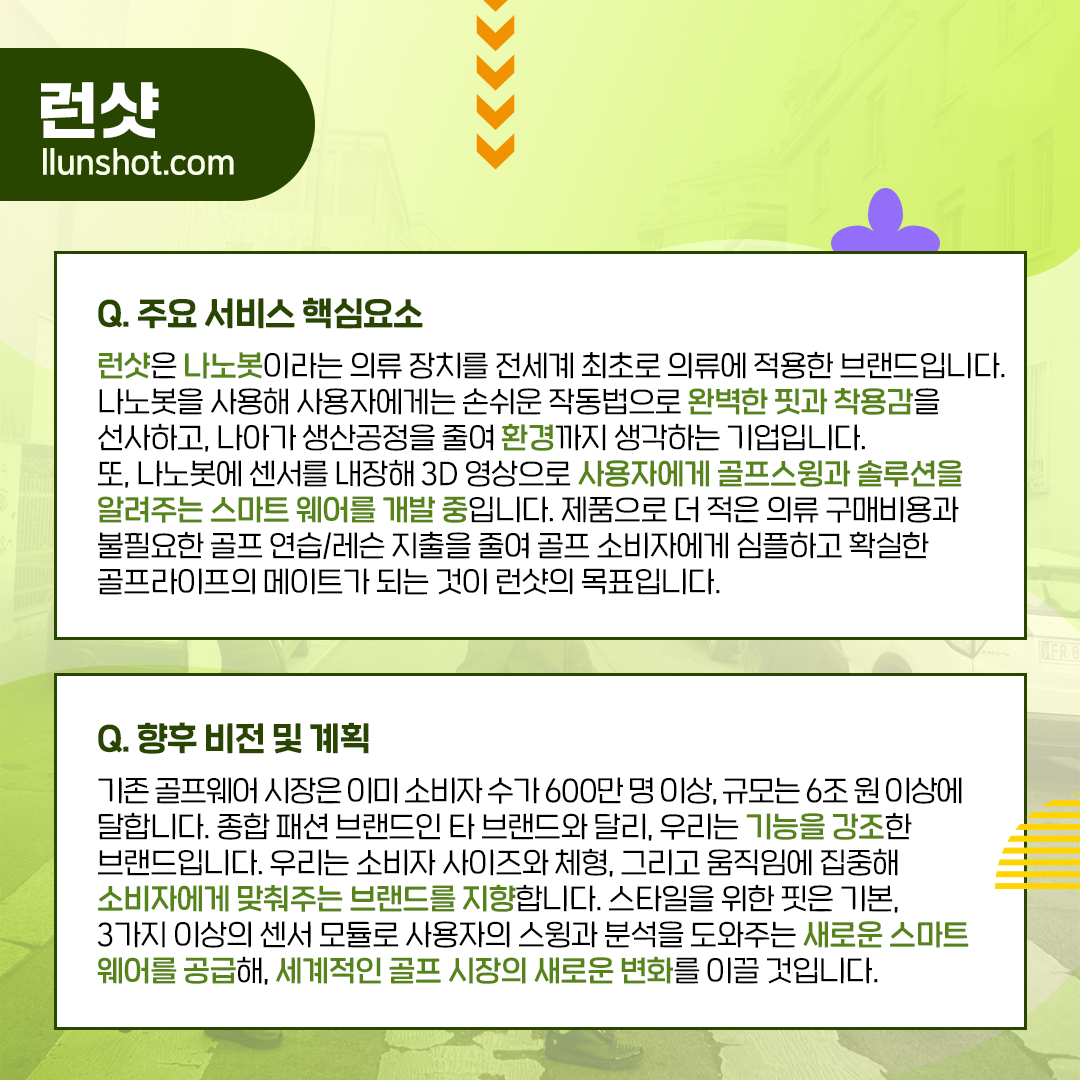 런샷
llunshot.com
Q. 주요 서비스 핵심요소
런샷은 나노봇이라는 의류 장치를 전세계 최초로 의류에 적용한 브랜드입니다.
나노봇을 사용해 사용자에게는 손쉬운 작동법으로 완벽한 핏과 착용감을
선사하고, 나아가 생산공정을 줄여 환경까지 생각하는 기업입니다.
또, 나노봇에 센서를 내장해 3D 영상으로 사용자에게 골프스윙과 솔루션을
알려주는 스마트 웨어를 개발 중입니다. 제품으로 더 적은 의류 구매비용과
불필요한 골프 연습/레슨 지출을 줄여 골프 소비자에게 심플하고 확실한
골프라이프의 메이트가 되는 것이 런샷의 목표입니다.
Q. 향후 비전 및 계획
기존 골프웨어 시장은 이미 소비자 수가 600만 명 이상, 규모는 6조 원 이상에
달합니다. 종합 패션 브랜드인 타 브랜드와 달리, 우리는 기능을 강조한
브랜드입니다. 우리는 소비자 사이즈와 체형, 그리고 움직임에 집중해
소비자에게 맞춰주는 브랜드를 지향합니다. 스타일을 위한 핏은 기본,
3가지 이상의 센서 모듈로 사용자의 스윙과 분석을 도와주는 새로운 스마트
웨어를 공급해, 세계적인 골프 시장의 새로운 변화를 이끌 것입니다.